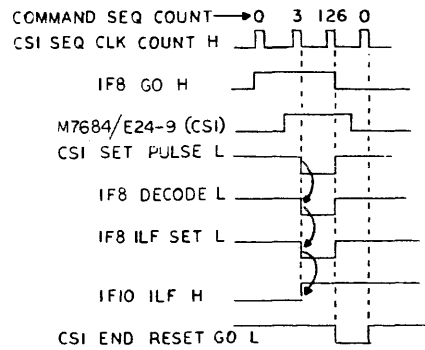 COMMAND SEQ COUNT 0 3 126 0
CSI SEQ CLK COUNT H
IF8 GO H
M7684/E24-9 (CSI)
CSI SET PULSE L
IF8 DECODE L
IF8 ILF SET L
IF10 ILF H
CSI END RESET GO L